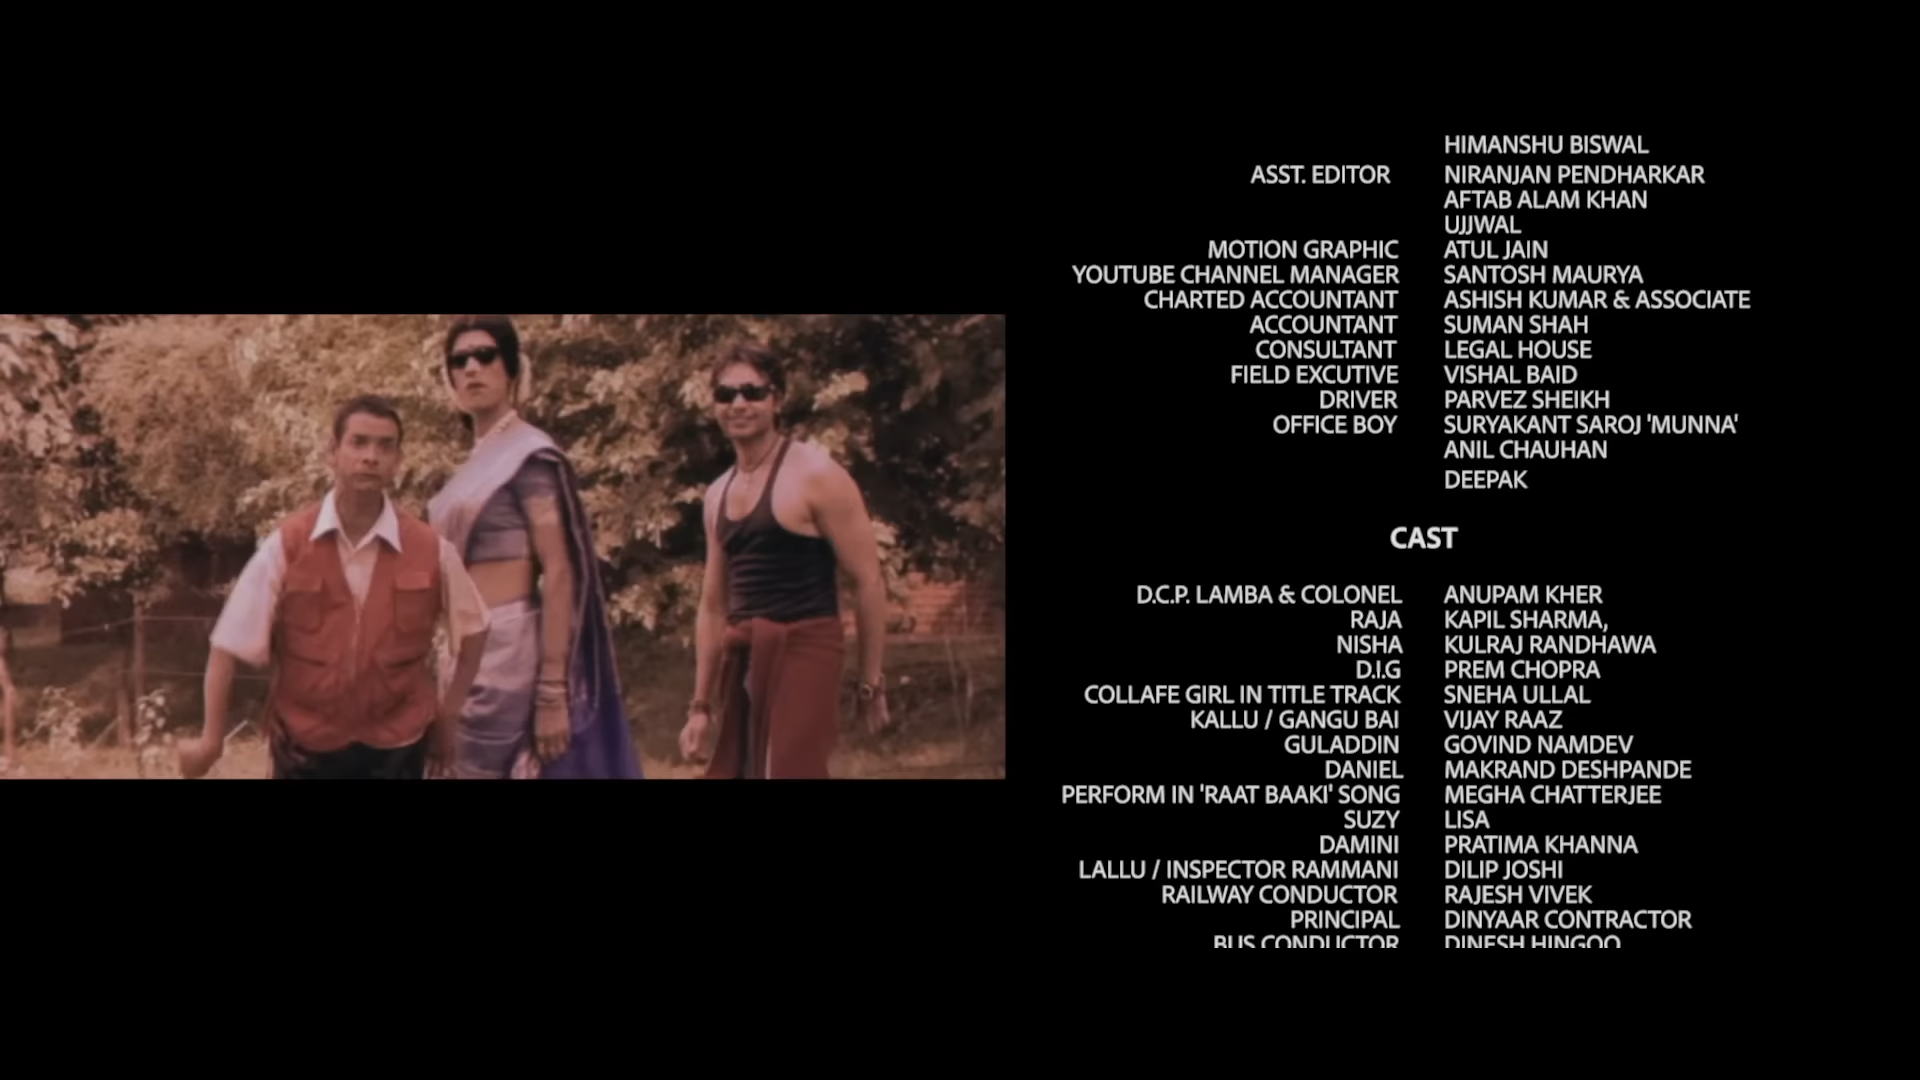 HIMANSHU BISWAL
ASST. EDITOR NIRANJAN PENDHARKAR
AFTAB ALAM KHAN
UJJWAL
MOTION GRAPHIC ATUL JAIN
YOUTUBE CHANNEL MANAGER SANTOSH MAURYA
CHARTED ACCOUNTANT ASHISH KUMAR & ASSOCIATE
ACCOUNTANT SUMAN SHAH
CONSULTANT LEGAL HOUSE
FIELD EXCUTIVE VISHAL BAID
DRIVER PARVEZ SHEIKH
OFFICE BOY SURYAKANT SAROJ 'MUNNA'
ANIL CHAUHAN
DEEPAK
CAST
D.C.P. LAMBA & COLONEL ANUPAM KHER
RAJA KAPIL SHARMA,
NISHA KULRAJ RANDHAWA
D.I.G PREM CHOPRA
COLLAFE GIRL IN TITLE TRACK SNEHA ULLAL
KALLU / GANGU BAI VIJAY RAAZ
GULADDIN GOVIND NAMDEV
DANIEL MAKRAND DESHPANDE
PERFORM IN 'RAAT BAAKI' SONG MEGHA CHATTERJEE
SUZY LISA
DAMINI PRATIMA KHANNA
LALLU / INSPECTOR RAMMANI DILIP JOSHI
RAILWAY CONDUCTOR RAJESH VIVEK
PRINCIPAL DINYAAR CONTRACTOR
BUS CONDUCTOR DINESH HINGOO